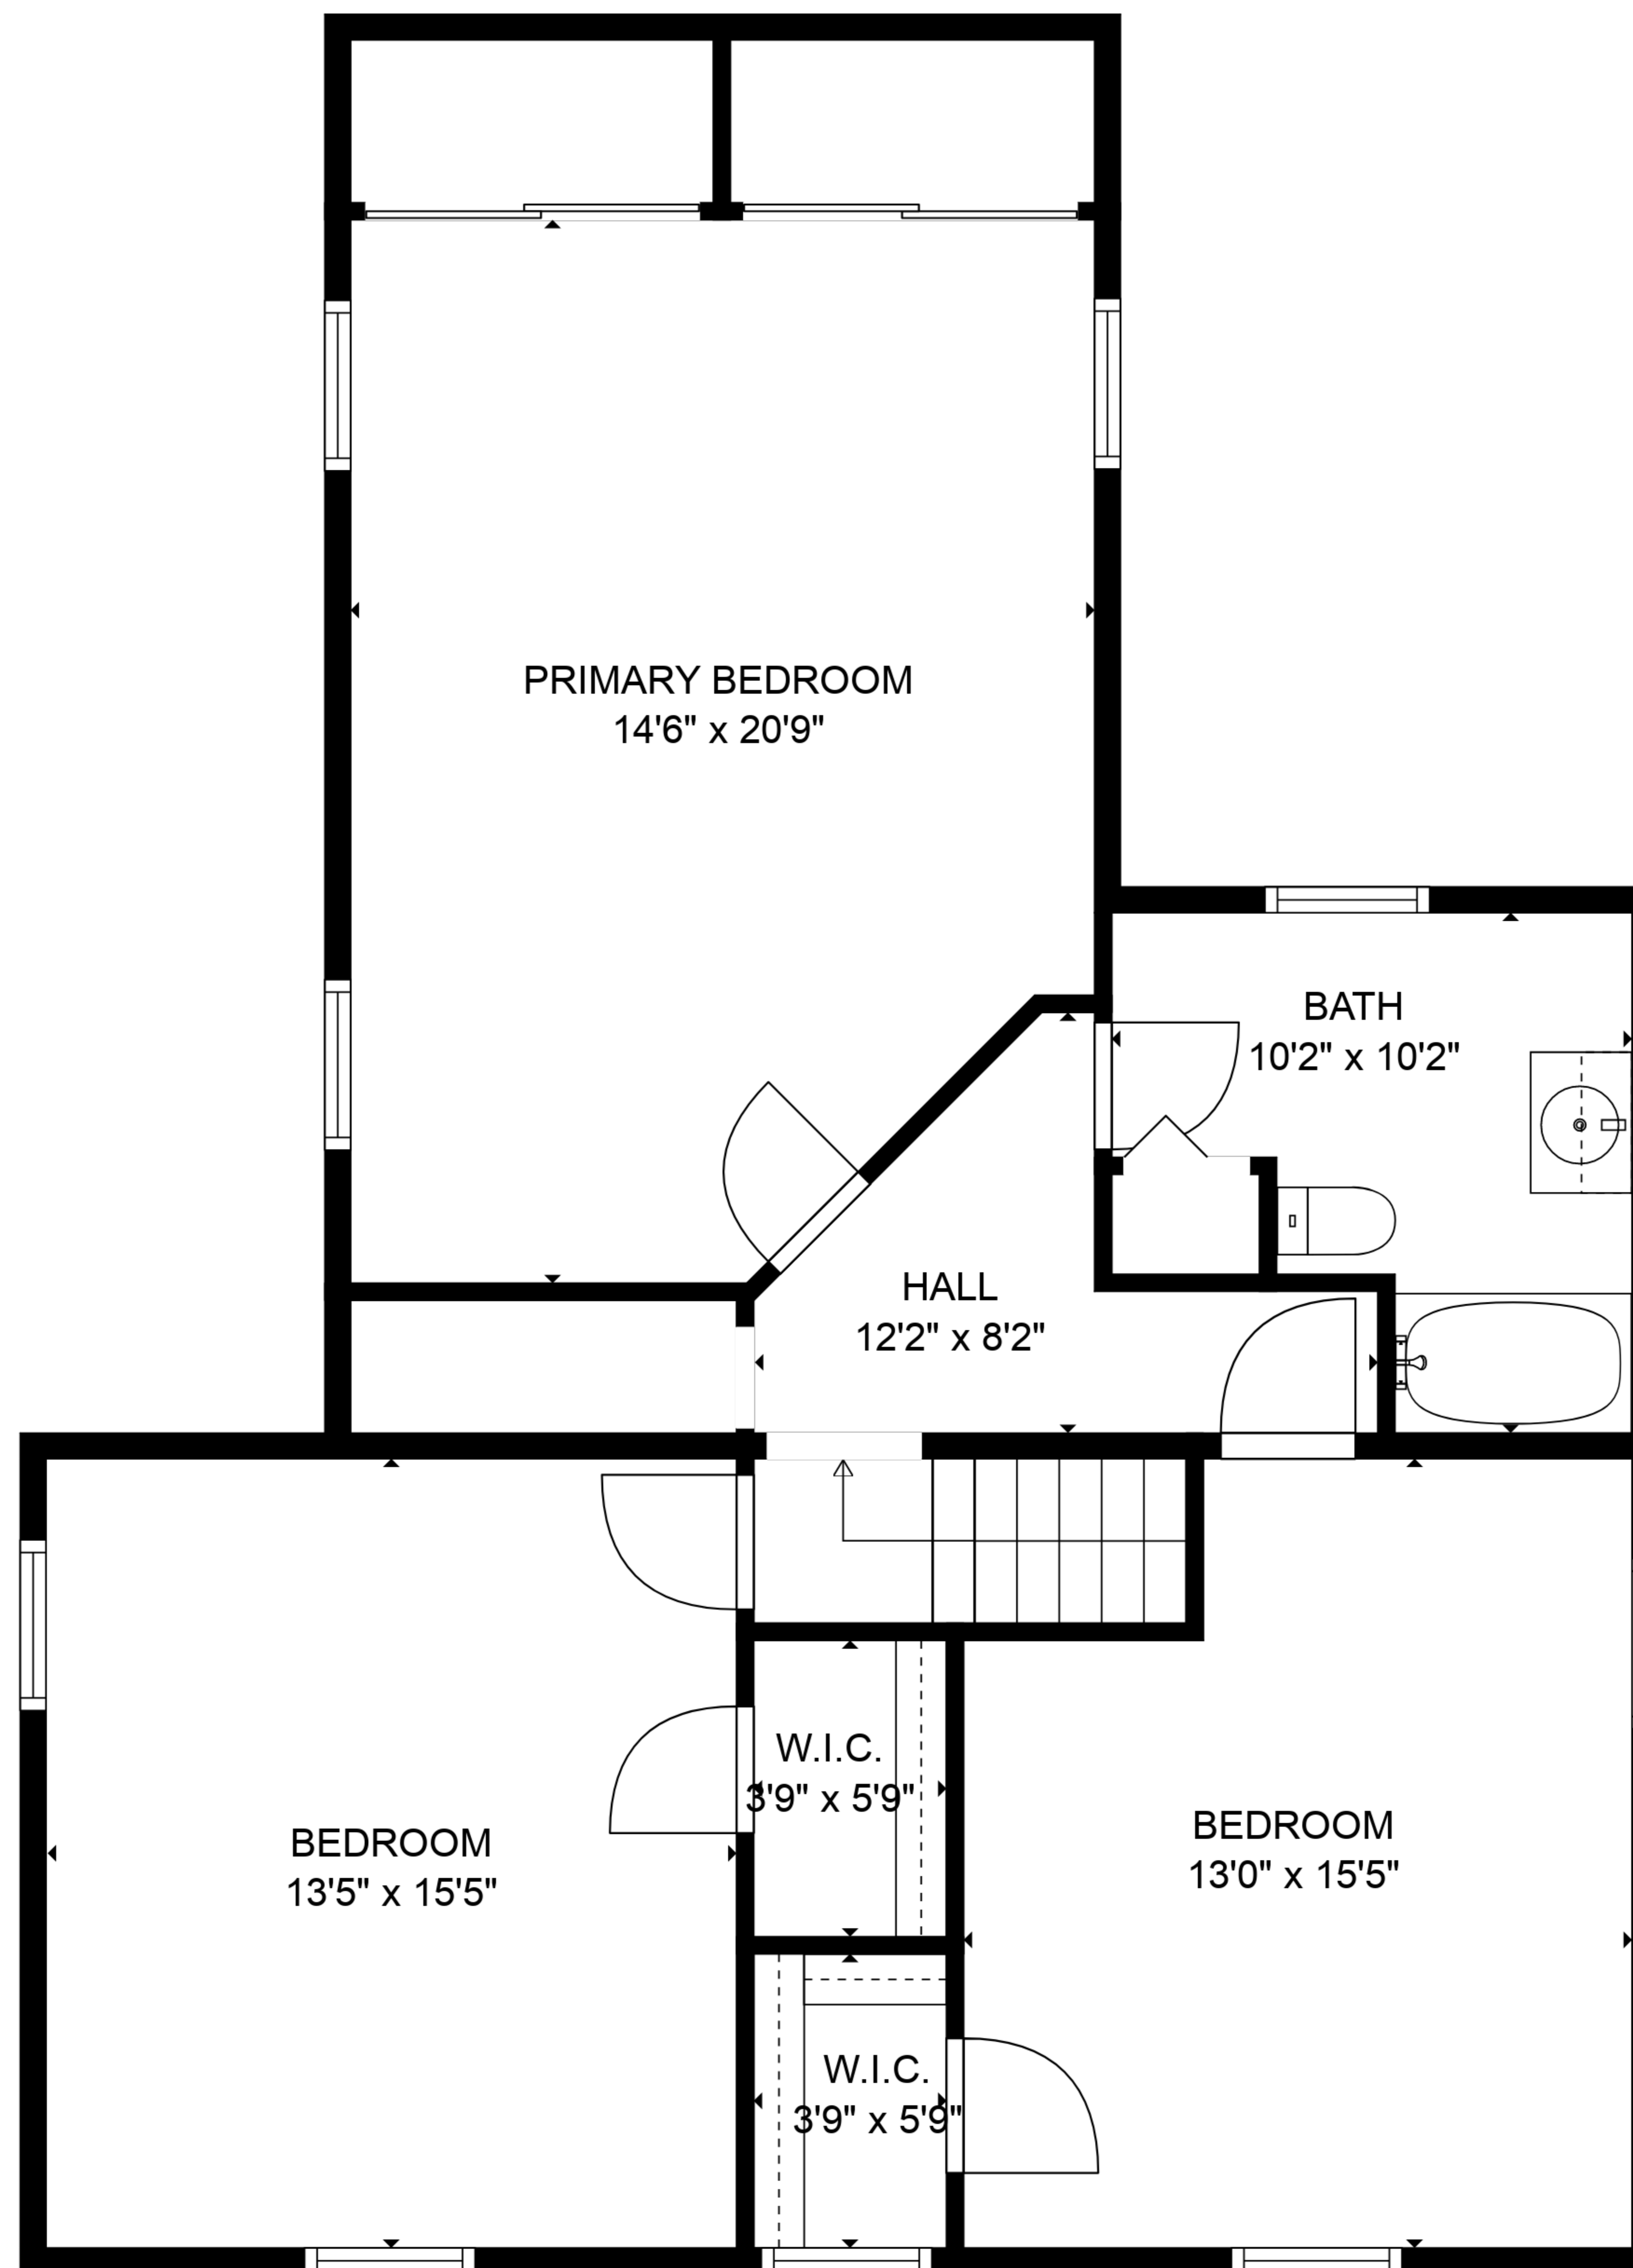 PRIMARY BEDROOM
14'6" x 20'9"
BATH
10'2" x 10'2"
HALL
12'2" x 8'2"
W.I.C.
3'9" x 5'9"
BEDROOM
13'5" x 15'5"
BEDROOM
13'0" x 15'5"
W.I.C.
3'9" x 5'9"